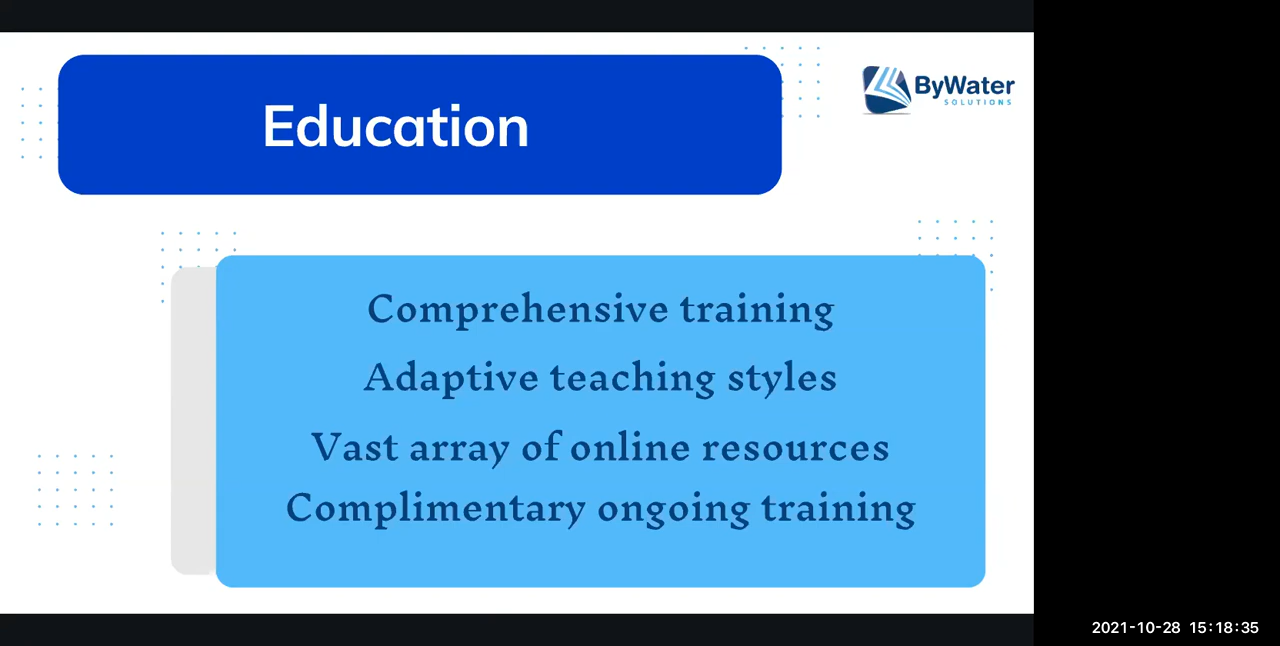 Education
ByWater
SOLUTIONS
Comprehensive training
Adaptive teaching styles
Vast array of online resources
Complimentary ongoing training
2021-10-28 15:18:35